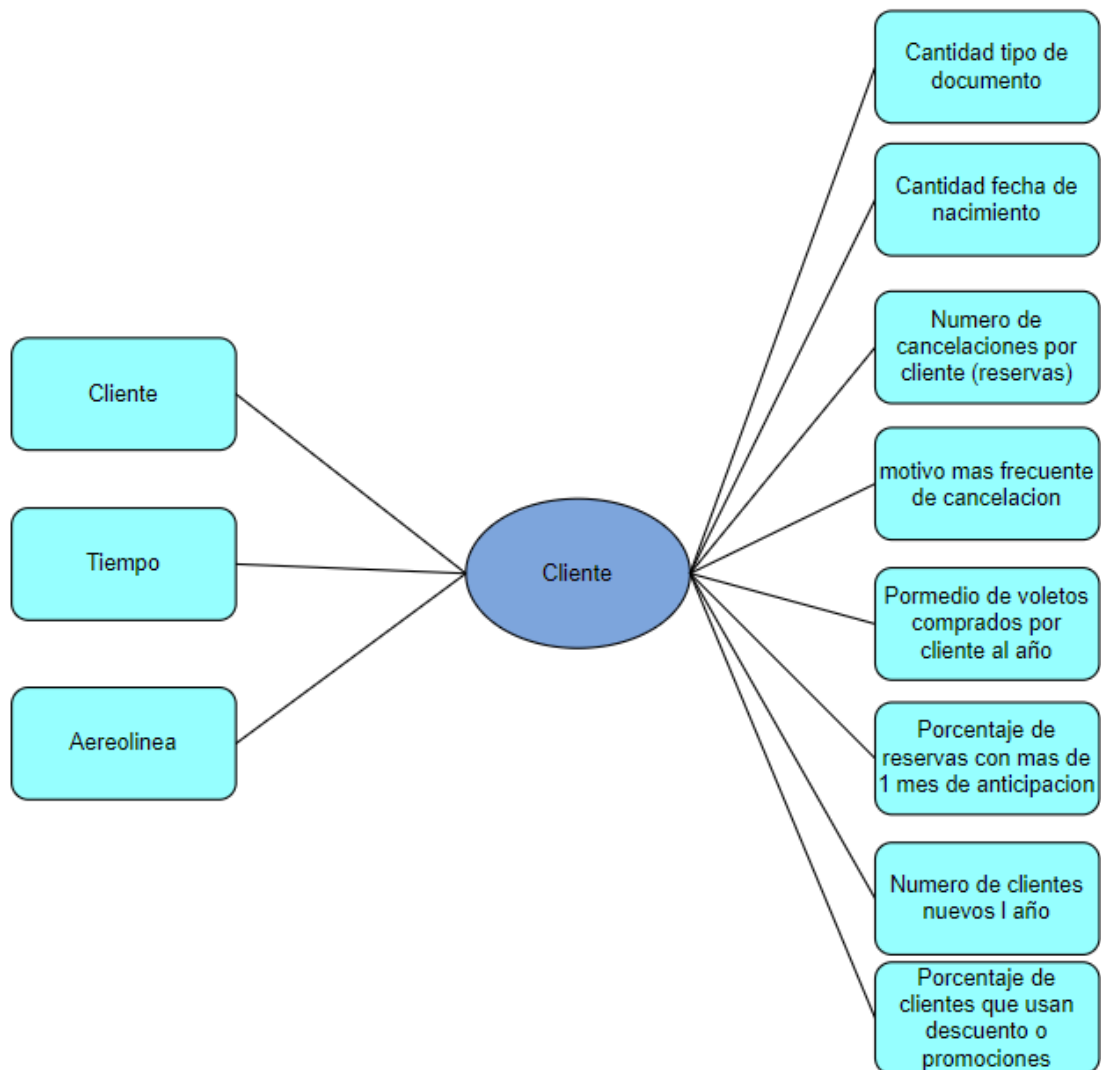 Cliente
Tiempo
Aereolinea
Cliente
Cantidad tipo de
documento
Cantidad fecha de
nacimiento
Numero de
cancelaciones por
cliente (reservas)
motivo mas frecuente
de cancelacion
Pormedio de voletos
comprados por
cliente al año
Porcentaje de
reservas con mas de
1 mes de anticipacion
Numero de clientes
nuevos l año
Porcentaje de
clientes que usan
descuento o
promociones